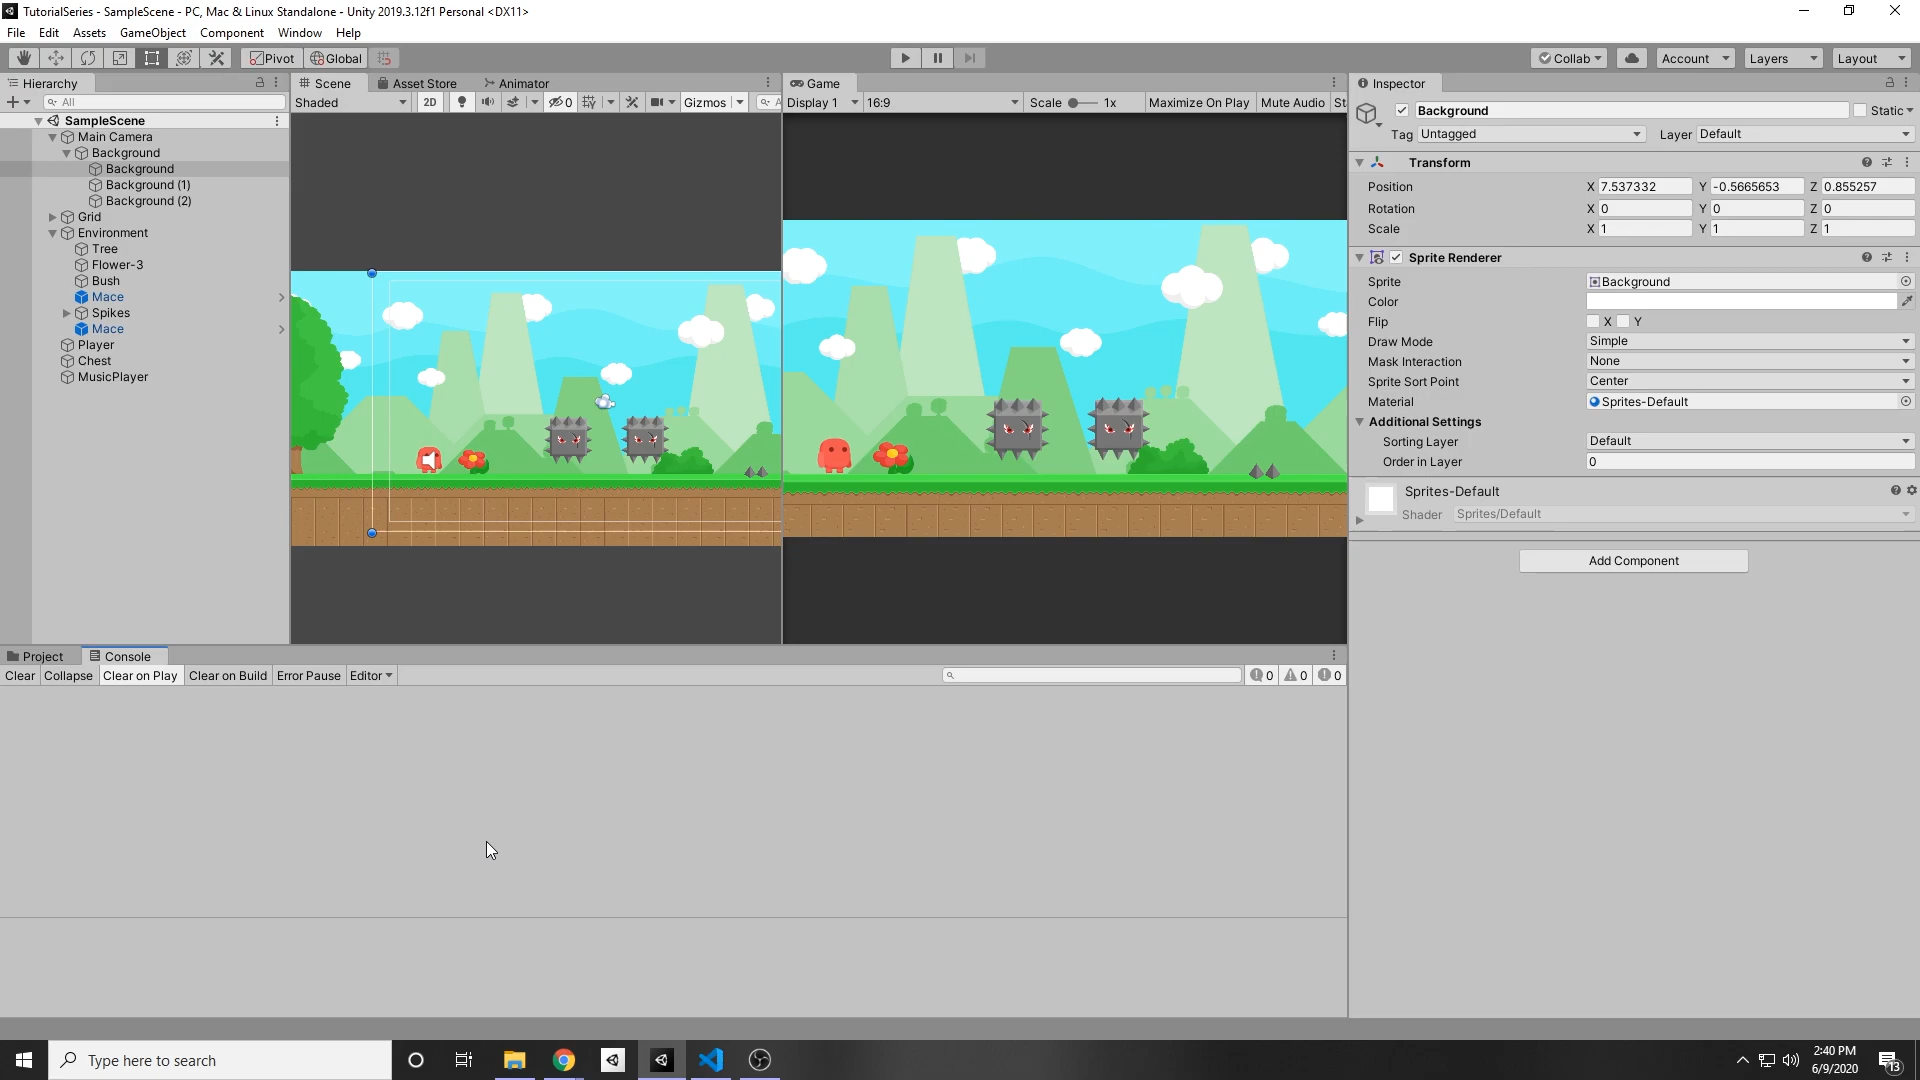 TutorialSeries - SampleScene - PC, Mac & Linux Standalone - Unity 2019.3.12f1 Personal <DX11>
File Edit Assets GameObject Component Window Help
Pivot Global Collab Account Layers Layout
Hierarchy
All
SampleScene
Main Camera
Background
Background
Background (1)
Background (2)
Grid
Environment
Tree
Flower-3
Bush
Mace
Spikes
Mace
Player
Chest
MusicPlayer
Scene Asset Store Animator
Shaded 2D 0 Gizmos
Game
Display 1 16:9 Scale 1x Maximize On Play Mute Audio
Inspector
Background Static
Tag Untagged Layer Default
Transform
Position X 7.537332 Y -0.5665653 Z 0.855257
Rotation X 0 Y 0 Z 0
Scale X 1 Y 1 Z 1
Sprite Renderer
Sprite Background
Color
Flip X Y
Draw Mode Simple
Mask Interaction None
Sprite Sort Point Center
Material Sprites-Default
Additional Settings
Sorting Layer Default
Order in Layer 0
Sprites-Default
Shader Sprites/Default
Add Component
Project Console
Clear Collapse Clear on Play Clear on Build Error Pause Editor 0 0 0
Type here to search
2:40 PM
6/9/2020
13